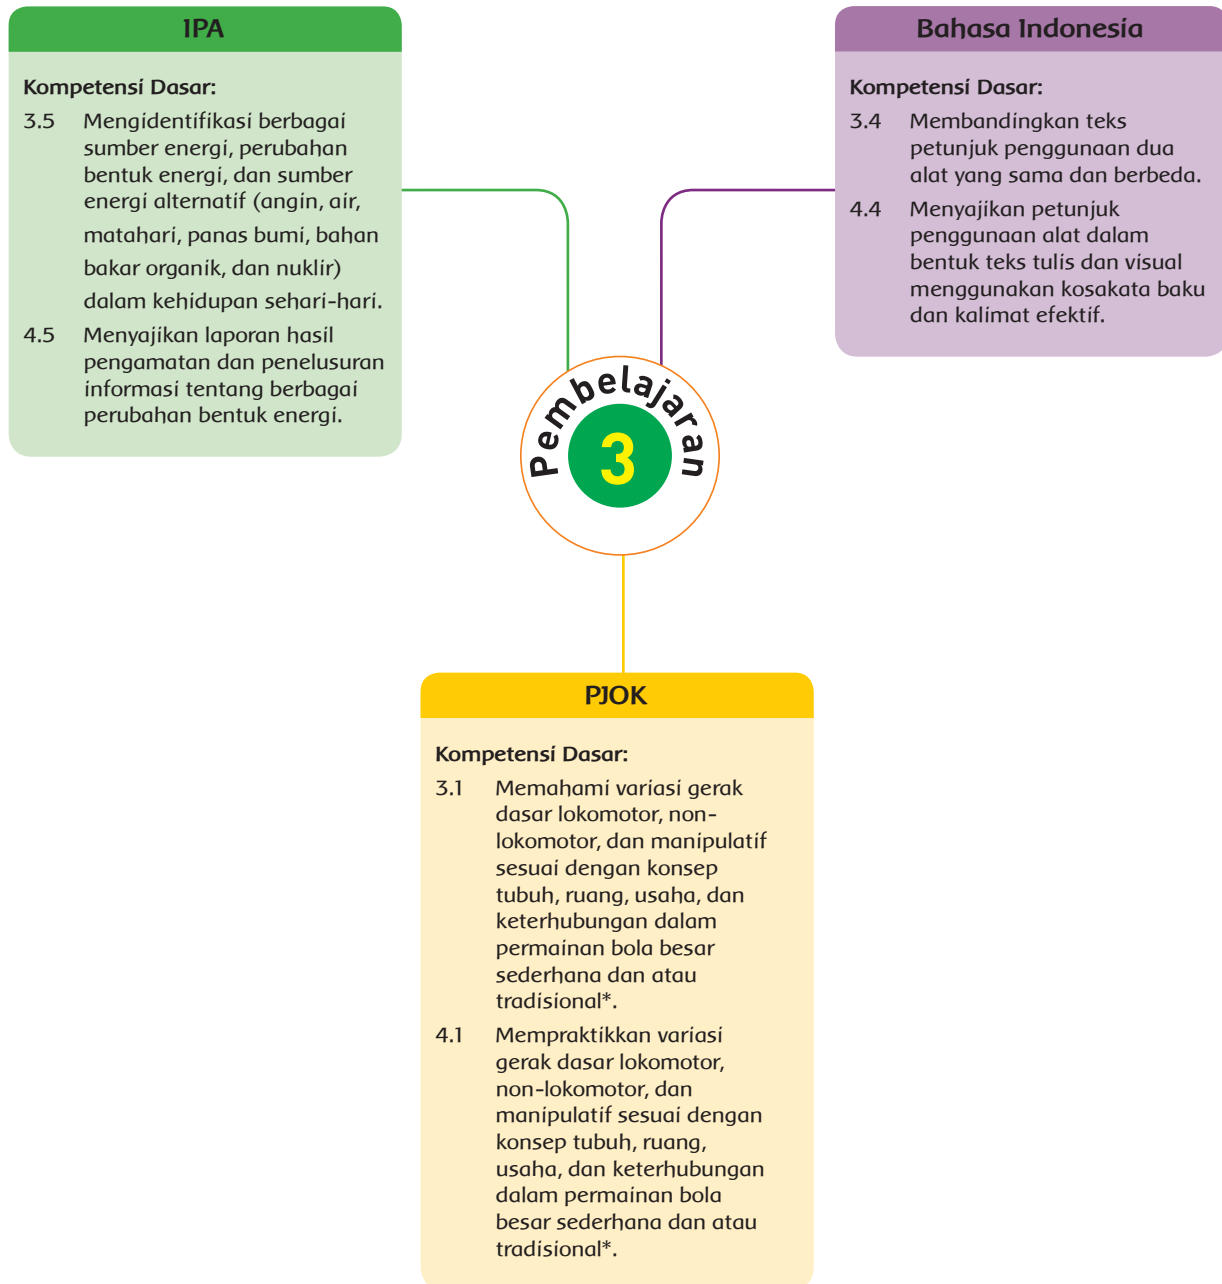 IPA
Kompetensi Dasar:
3.5 Mengidentifikasi berbagai
sumber energi, perubahan
bentuk energi, dan sumber
energi alternatif (angin, air,
matahari, panas bumi, bahan
bakar organik, dan nuklir)
dalam kehidupan sehari-hari.
4.5 Menyajikan laporan hasil
pengamatan dan penelusuran
informasi tentang berbagai
perubahan bentuk energi.
Bahasa Indonesia
Kompetensi Dasar:
3.4 Membandingkan teks
petunjuk penggunaan dua
alat yang sama dan berbeda.
4.4 Menyajikan petunjuk
penggunaan alat dalam
bentuk teks tulis dan visual
menggunakan kosakata baku
dan kalimat efektif.
Pembelajaran
3
PJOK
Kompetensi Dasar:
3.1 Memahami variasi gerak
dasar lokomotor, non-
lokomotor, dan manipulatif
sesuai dengan konsep
tubuh, ruang, usaha, dan
keterhubungan dalam
permainan bola besar
sederhana dan atau
tradisional*.
4.1 Mempraktikkan variasi
gerak dasar lokomotor,
non-lokomotor, dan
manipulatif sesuai dengan
konsep tubuh, ruang,
usaha, dan keterhubungan
dalam permainan bola
besar sederhana dan atau
tradisional*.